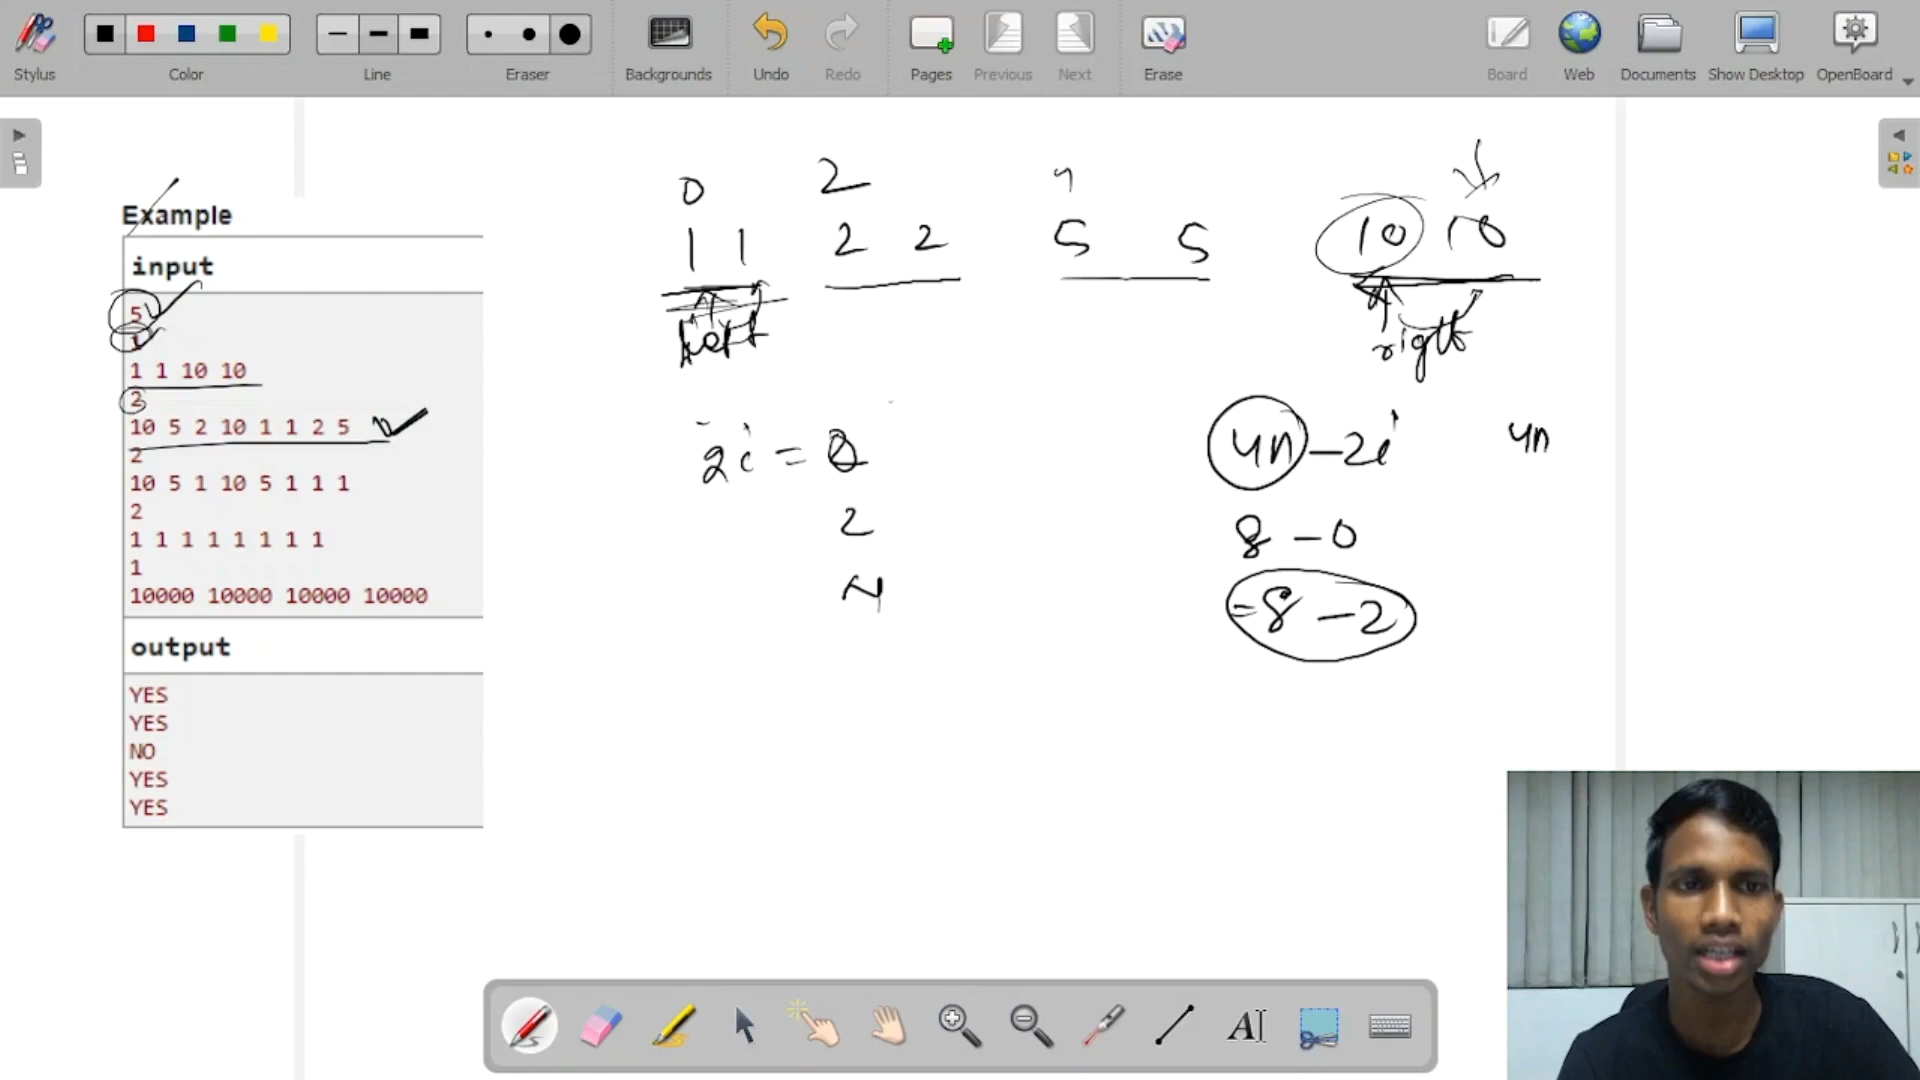 Stylus Color Line Eraser Backgrounds Undo Redo Pages Previous Next Erase Board Web Documents Show Desktop OpenBoard
Example
input
5
1
1 1 10 10
2
10 5 2 10 1 1 2 5
2
10 5 1 10 5 1 1 1
2
1 1 1 1 1 1 1 1
1
10000 10000 10000 10000
output
YES
YES
NO
YES
YES
0 2 4
1 1 2 2 5 5 10 10
left right
2i = 0
2
4
4n - 2i 4n
8 - 0
= 8 - 2